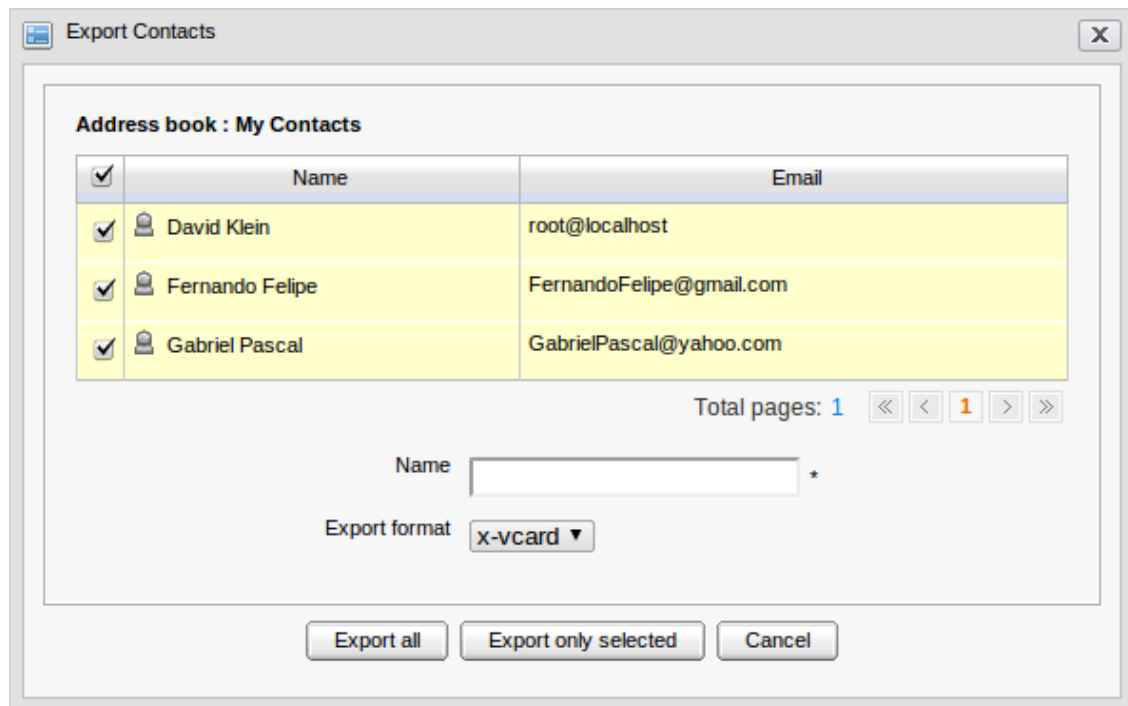 Export Contacts X
Address book : My Contacts
Name Email
David Klein root@localhost
Fernando Felipe FernandoFelipe@gmail.com
Gabriel Pascal GabrielPascal@yahoo.com
Total pages: 1 « < 1 > »
Name *
Export format x-vcard ▼
Export all Export only selected Cancel